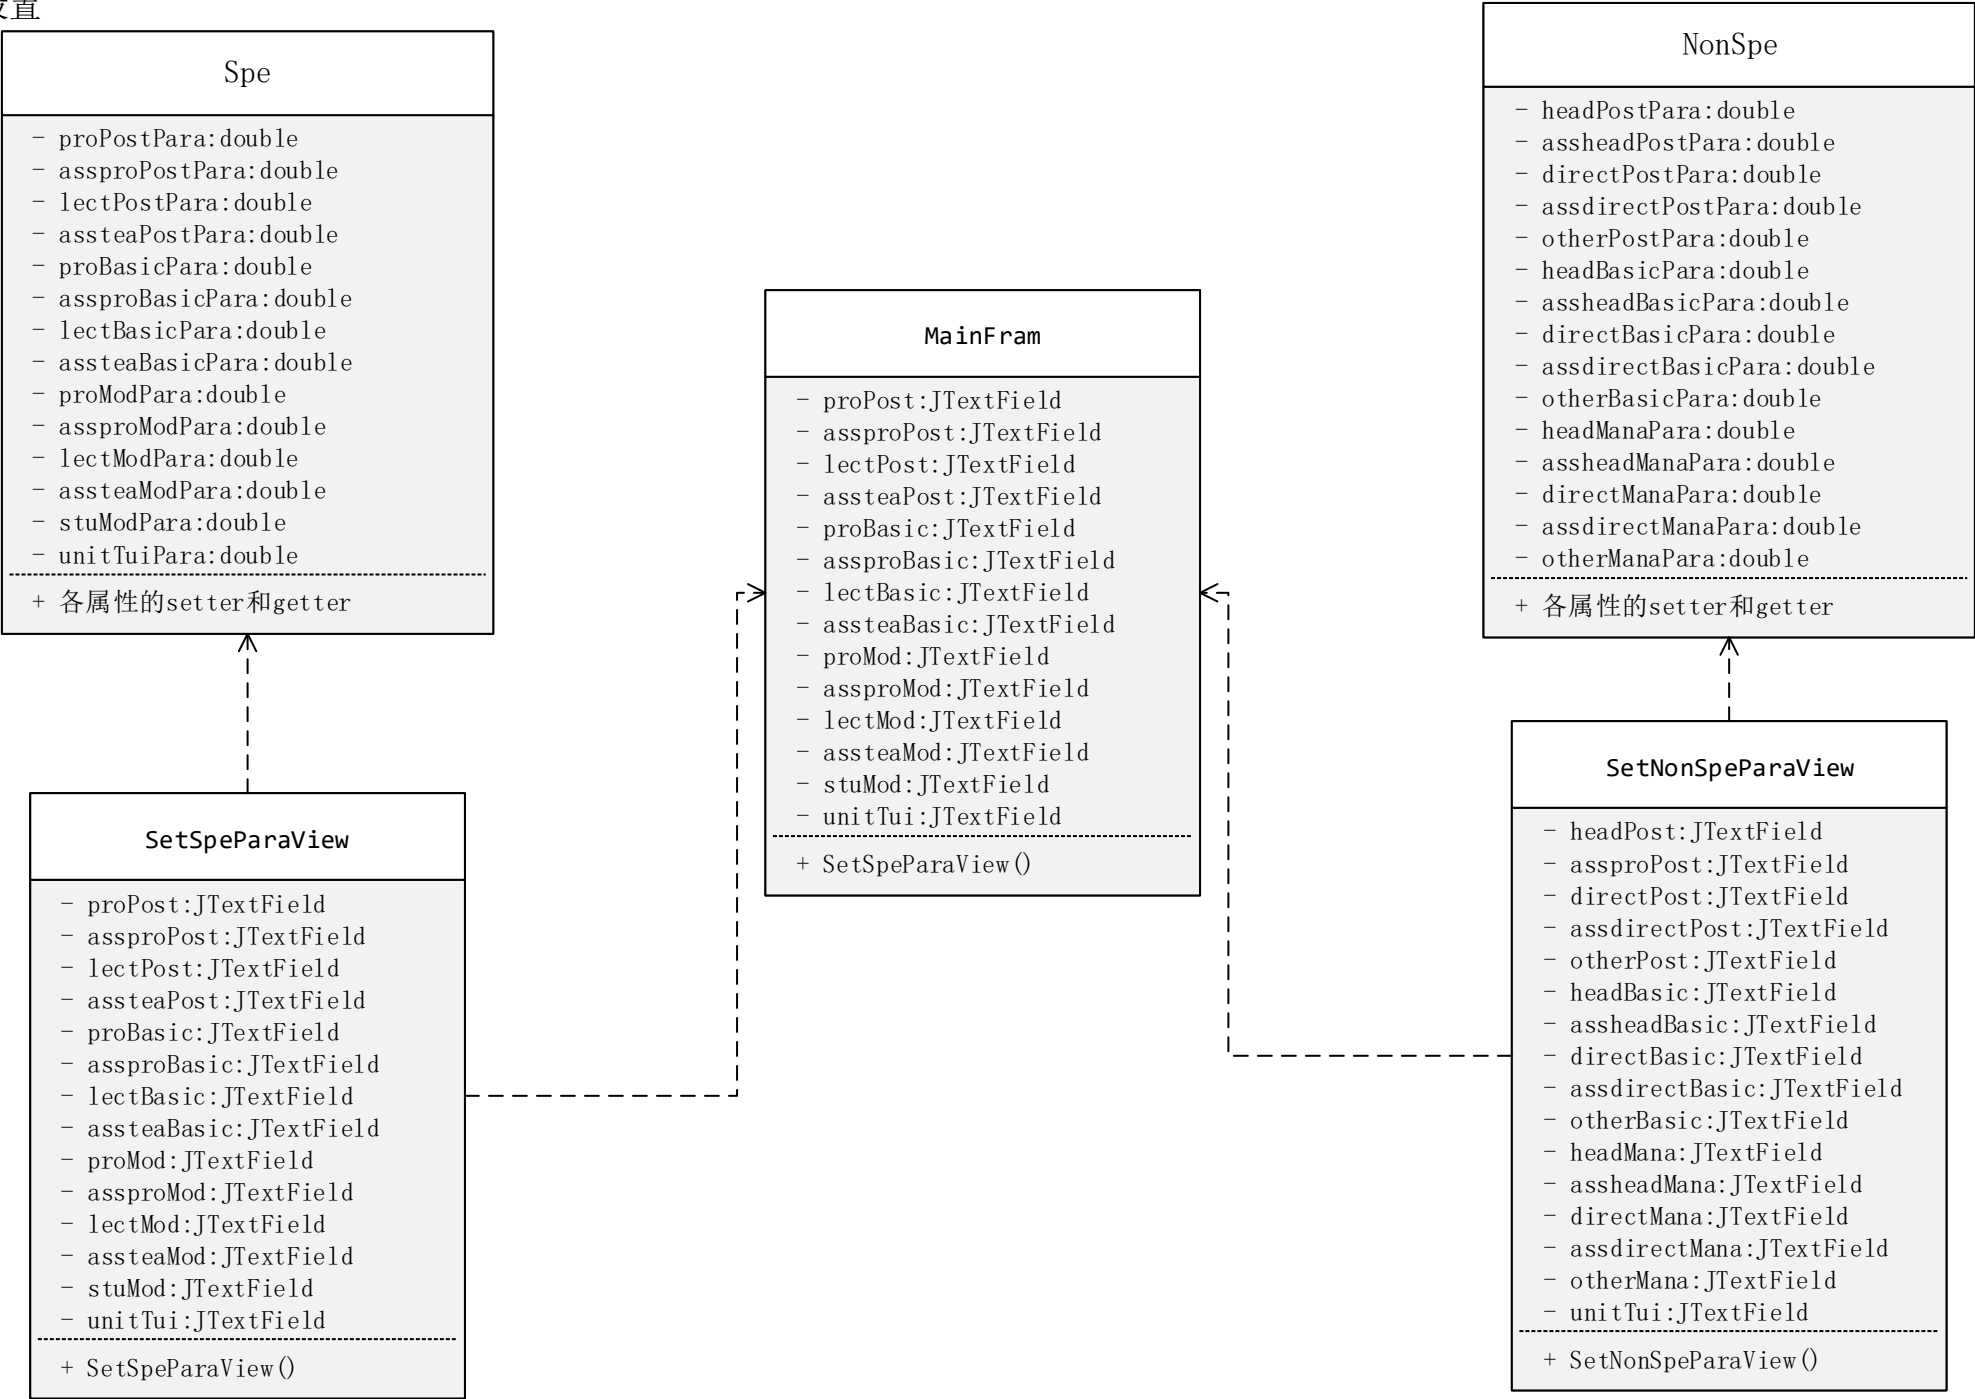 置
Spe
- proPostPara:double
- assproPostPara:double
- lectPostPara:double
- assteaPostPara:double
- proBasicPara:double
- assproBasicPara:double
- lectBasicPara:double
- assteaBasicPara:double
- proModPara:double
- assproModPara:double
- lectModPara:double
- assteaModPara:double
- stuModPara:double
- unitTuiPara:double
+ 各属性的setter和getter
SetSpeParaView
- proPost:JTextField
- assproPost:JTextField
- lectPost:JTextField
- assteaPost:JTextField
- proBasic:JTextField
- assproBasic:JTextField
- lectBasic:JTextField
- assteaBasic:JTextField
- proMod:JTextField
- assproMod:JTextField
- lectMod:JTextField
- assteaMod:JTextField
- stuMod:JTextField
- unitTui:JTextField
+ SetSpeParaView()
MainFram
- proPost:JTextField
- assproPost:JTextField
- lectPost:JTextField
- assteaPost:JTextField
- proBasic:JTextField
- assproBasic:JTextField
- lectBasic:JTextField
- assteaBasic:JTextField
- proMod:JTextField
- assproMod:JTextField
- lectMod:JTextField
- assteaMod:JTextField
- stuMod:JTextField
- unitTui:JTextField
+ SetSpeParaView()
NonSpe
- headPostPara:double
- assheadPostPara:double
- directPostPara:double
- assdirectPostPara:double
- otherPostPara:double
- headBasicPara:double
- assheadBasicPara:double
- directBasicPara:double
- assdirectBasicPara:double
- otherBasicPara:double
- headManaPara:double
- assheadManaPara:double
- directManaPara:double
- assdirectManaPara:double
- otherManaPara:double
+ 各属性的setter和getter
SetNonSpeParaView
- headPost:JTextField
- assproPost:JTextField
- directPost:JTextField
- assdirectPost:JTextField
- otherPost:JTextField
- headBasic:JTextField
- assheadBasic:JTextField
- directBasic:JTextField
- assdirectBasic:JTextField
- otherBasic:JTextField
- headMana:JTextField
- assheadMana:JTextField
- directMana:JTextField
- assdirectMana:JTextField
- otherMana:JTextField
- unitTui:JTextField
+ SetNonSpeParaView()